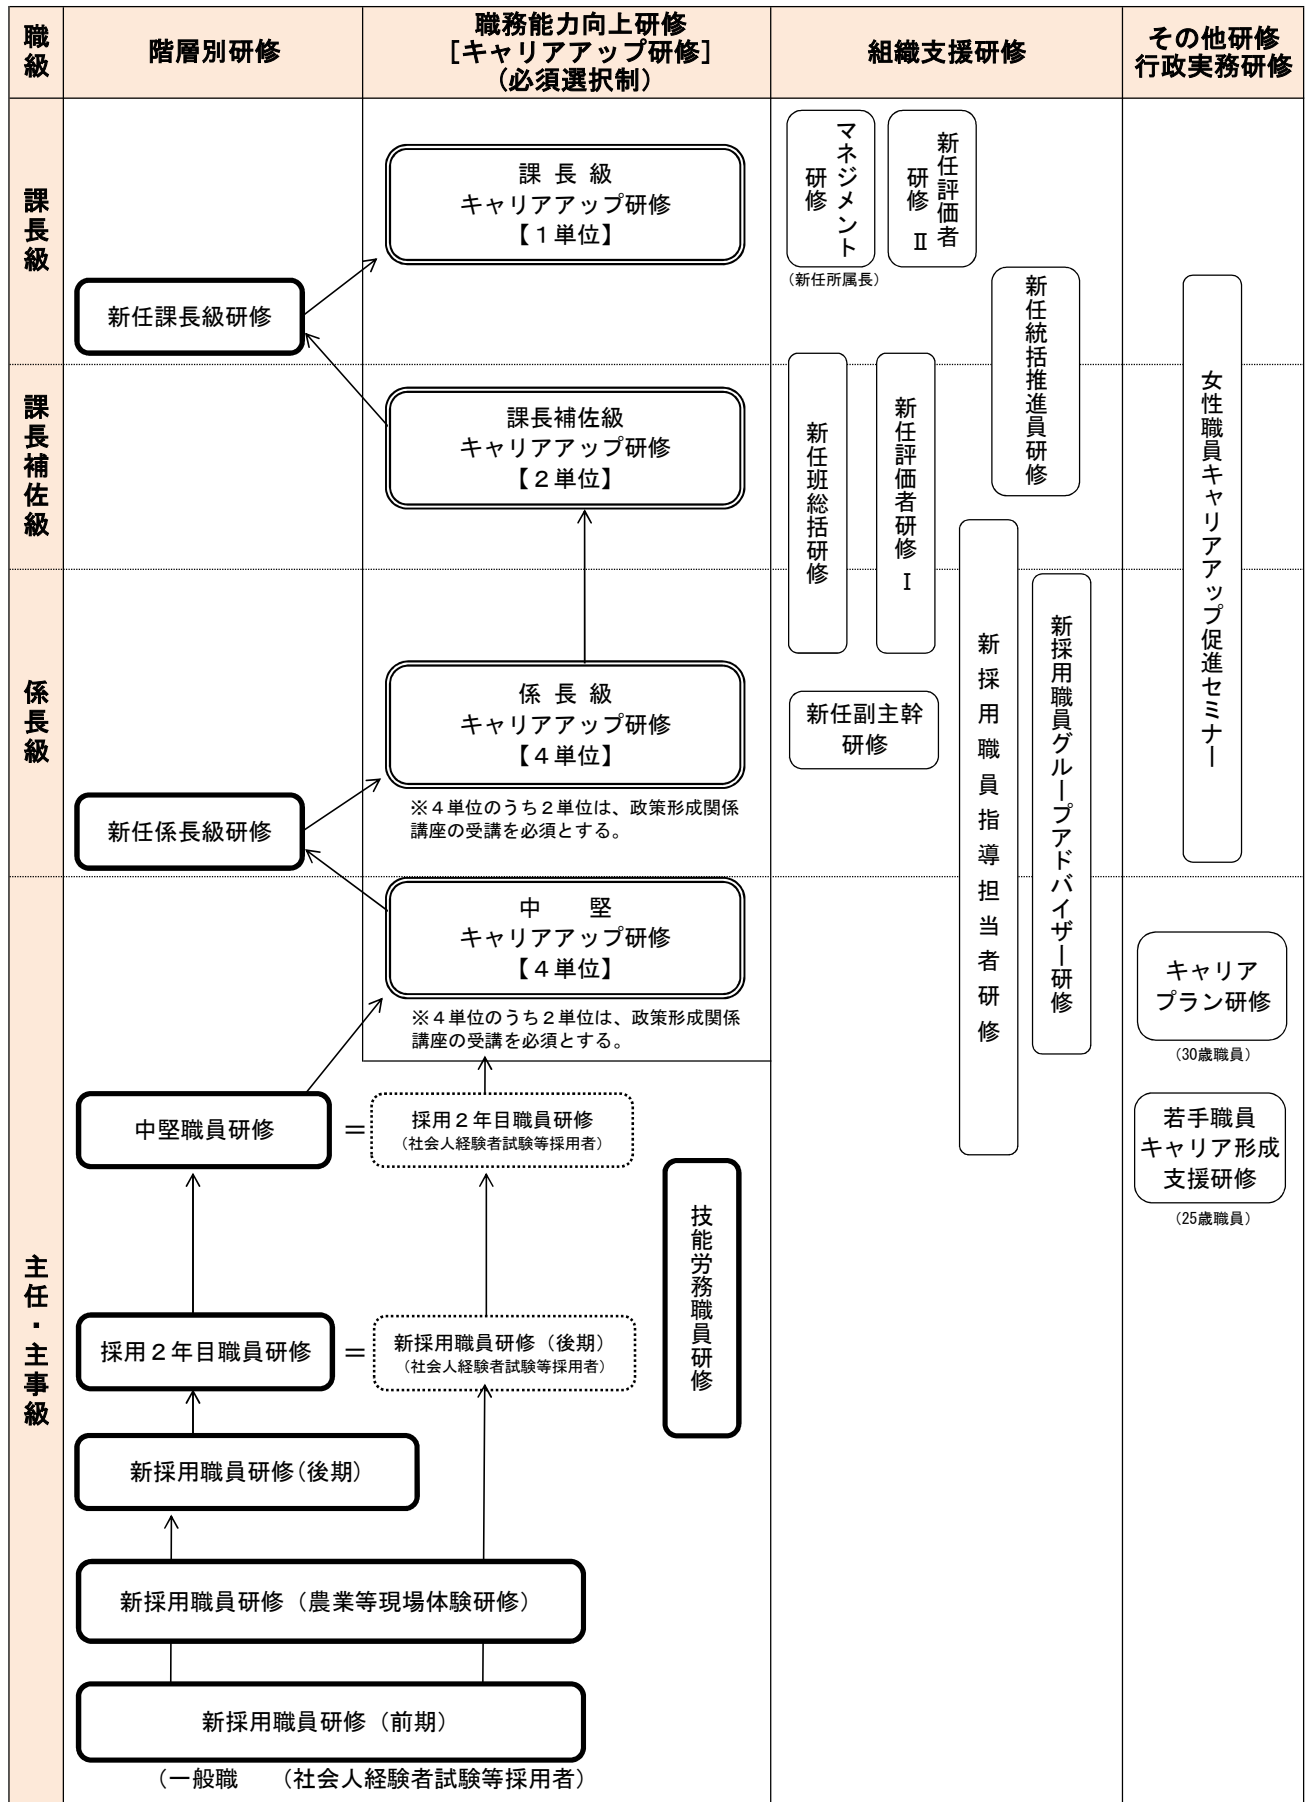 職級
階層別研修
職務能力向上研修
［キャリアアップ研修］
（必須選択制）
組織支援研修
その他研修
行政実務研修
課長級
課 長 級
キャリアアップ研修
【１単位】
新任課長級研修
マネジメント
研修
（新任所属長）
新任評価者
研修 Ⅱ
新任統括推進員研修
女性職員キャリアアップ促進セミナー
課長補佐級
課長補佐級
キャリアアップ研修
【２単位】
新任班総括研修
新任評価者研修 Ⅰ
新採用職員指導担当者研修
新採用職員グループアドバイザー研修
係長級
係 長 級
キャリアアップ研修
【４単位】
※４単位のうち２単位は、政策形成関係
講座の受講を必須とする。
新任係長級研修
新任副主幹
研修
主任・主事級
中　　堅
キャリアアップ研修
【４単位】
※４単位のうち２単位は、政策形成関係
講座の受講を必須とする。
キャリア
プラン研修
（30歳職員）
中堅職員研修
＝
採用２年目職員研修
（社会人経験者試験等採用者）
若手職員
キャリア形成
支援研修
（25歳職員）
技能労務職員研修
採用２年目職員研修
＝
新採用職員研修（後期）
（社会人経験者試験等採用者）
新採用職員研修（後期）
新採用職員研修（農業等現場体験研修）
新採用職員研修（前期）
（一般職　（社会人経験者試験等採用者）